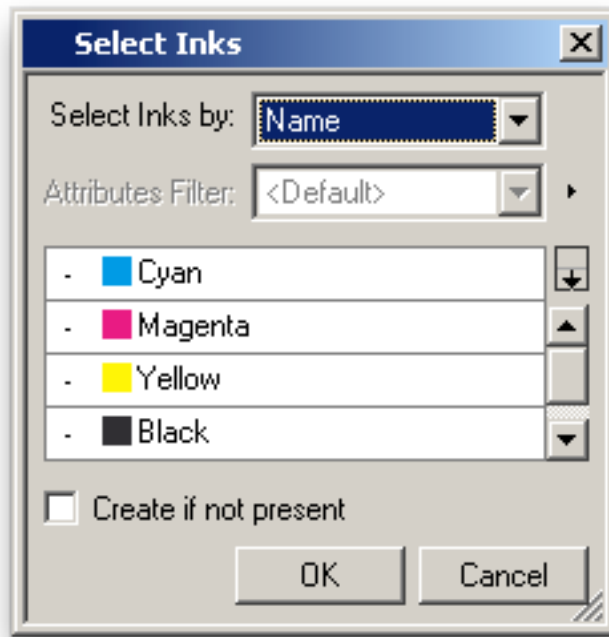 Select Inks
Select Inks by: Name
Attributes Filter: <Default>
- Cyan
- Magenta
- Yellow
- Black
Create if not present
OK Cancel